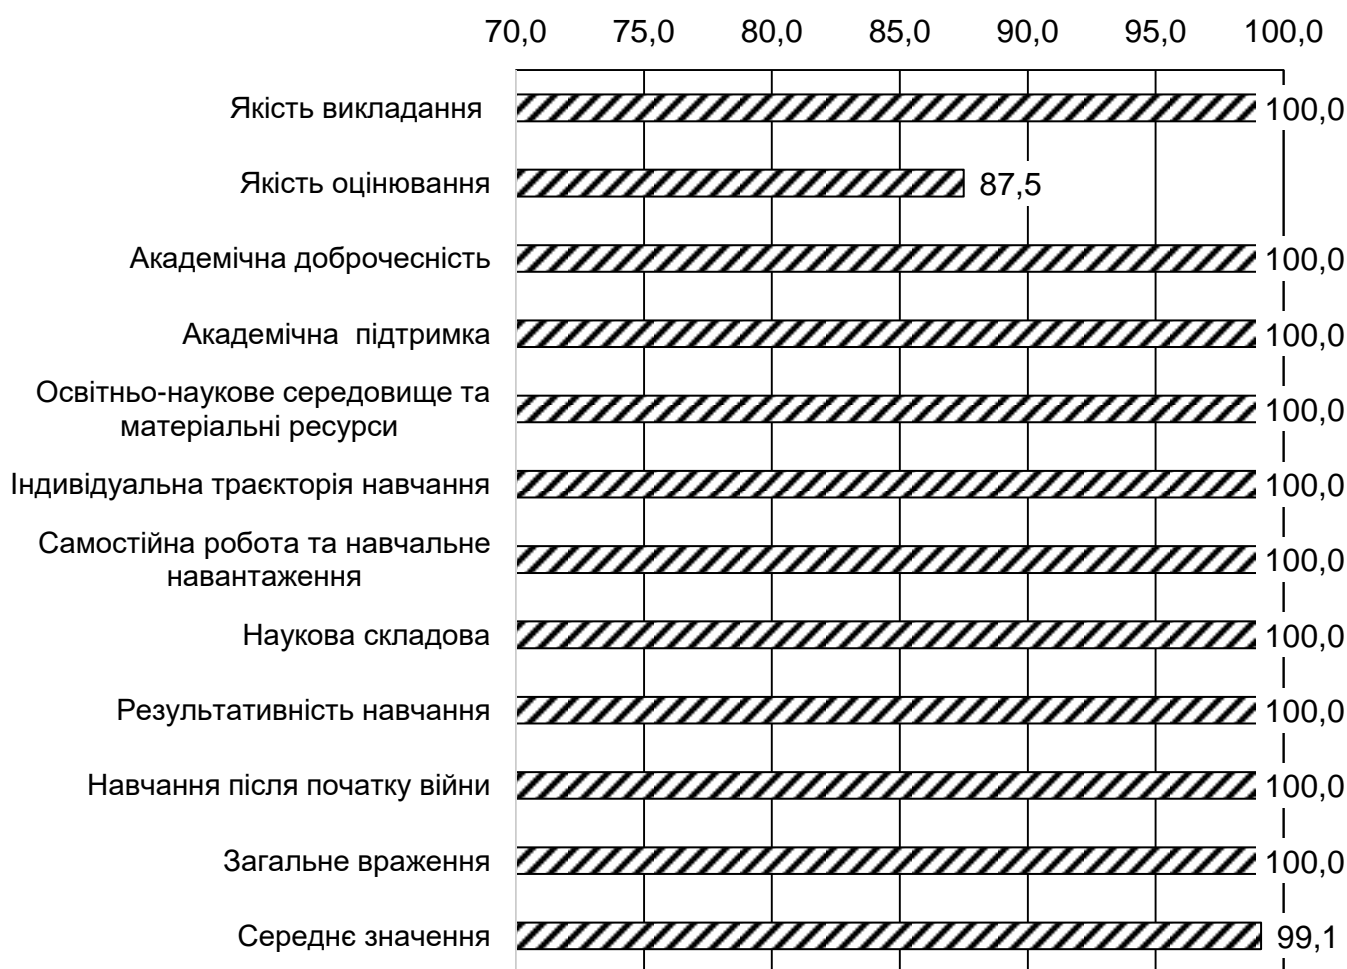 70,0 75,0 80,0 85,0 90,0 95,0 100,0
Якість викладання 100,0
Якість оцінювання 87,5
Академічна доброчесність 100,0
Академічна підтримка 100,0
Освітньо-наукове середовище та
матеріальні ресурси 100,0
Індивідуальна траєкторія навчання 100,0
Самостійна робота та навчальне
навантаження 100,0
Наукова складова 100,0
Результативність навчання 100,0
Навчання після початку війни 100,0
Загальне враження 100,0
Середнє значення 99,1